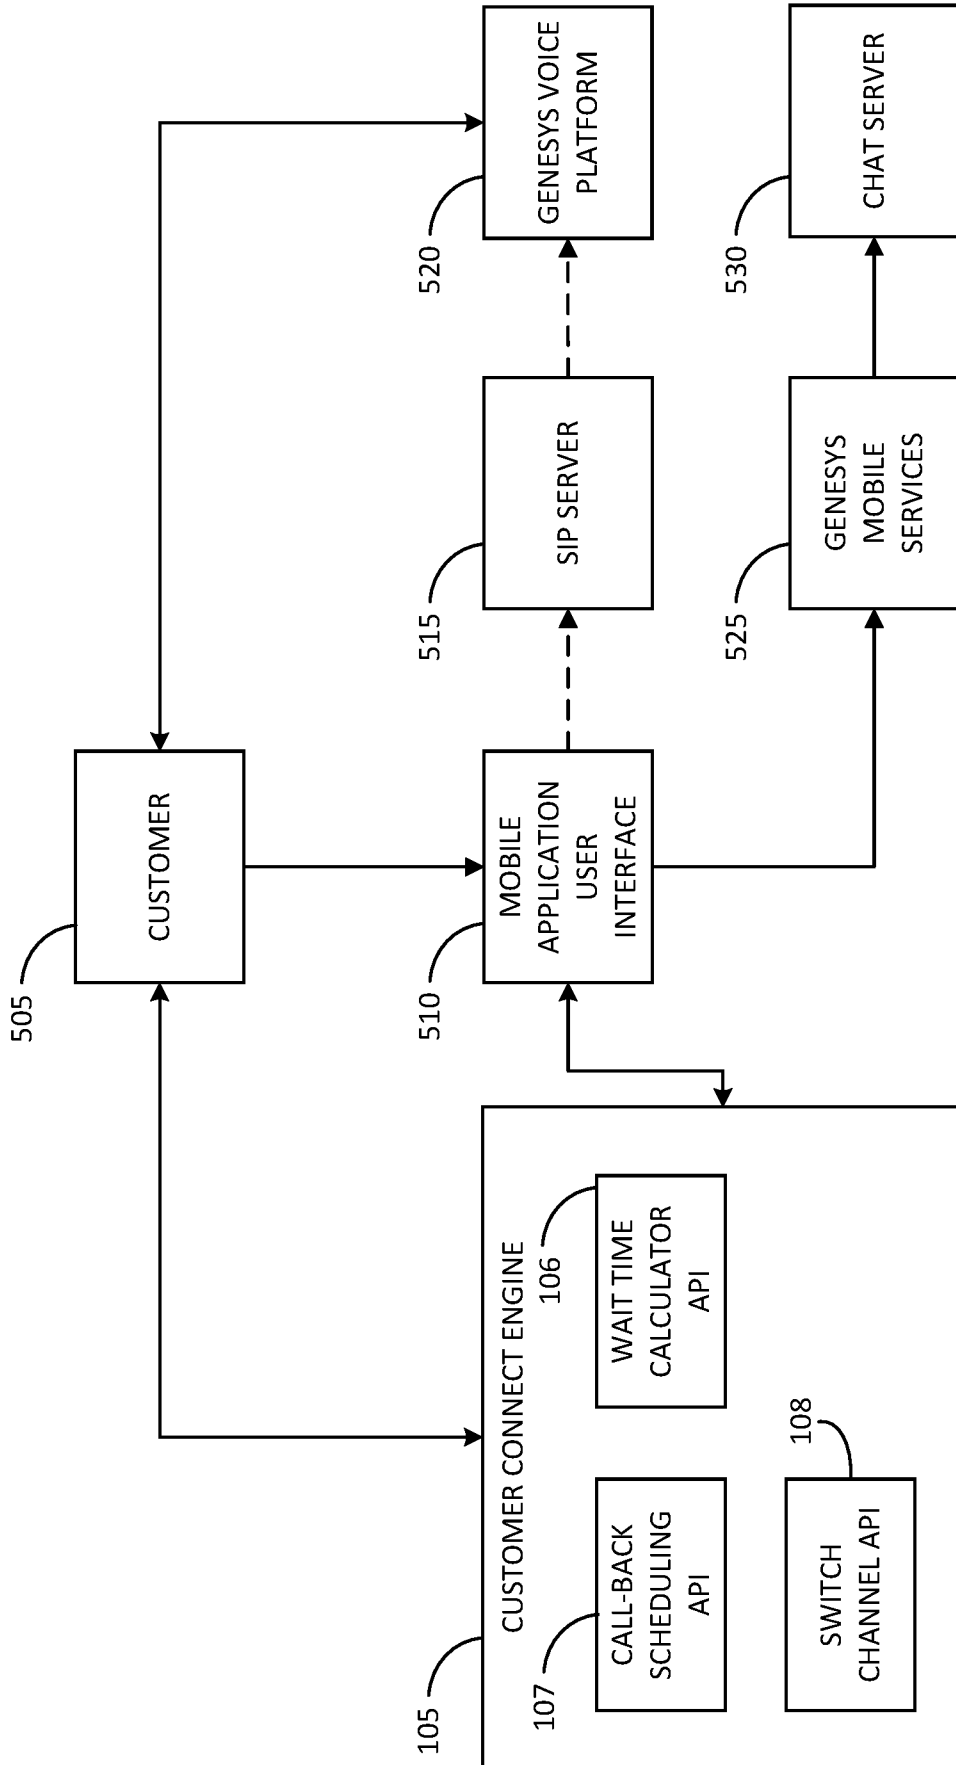 505
CUSTOMER
105
CUSTOMER CONNECT ENGINE
107
CALL-BACK
SCHEDULING
API
106
WAIT TIME
CALCULATOR
API
108
SWITCH
CHANNEL API
510
MOBILE
APPLICATION
USER
INTERFACE
515
SIP SERVER
520
GENESYS VOICE
PLATFORM
525
GENESYS
MOBILE
SERVICES
530
CHAT SERVER